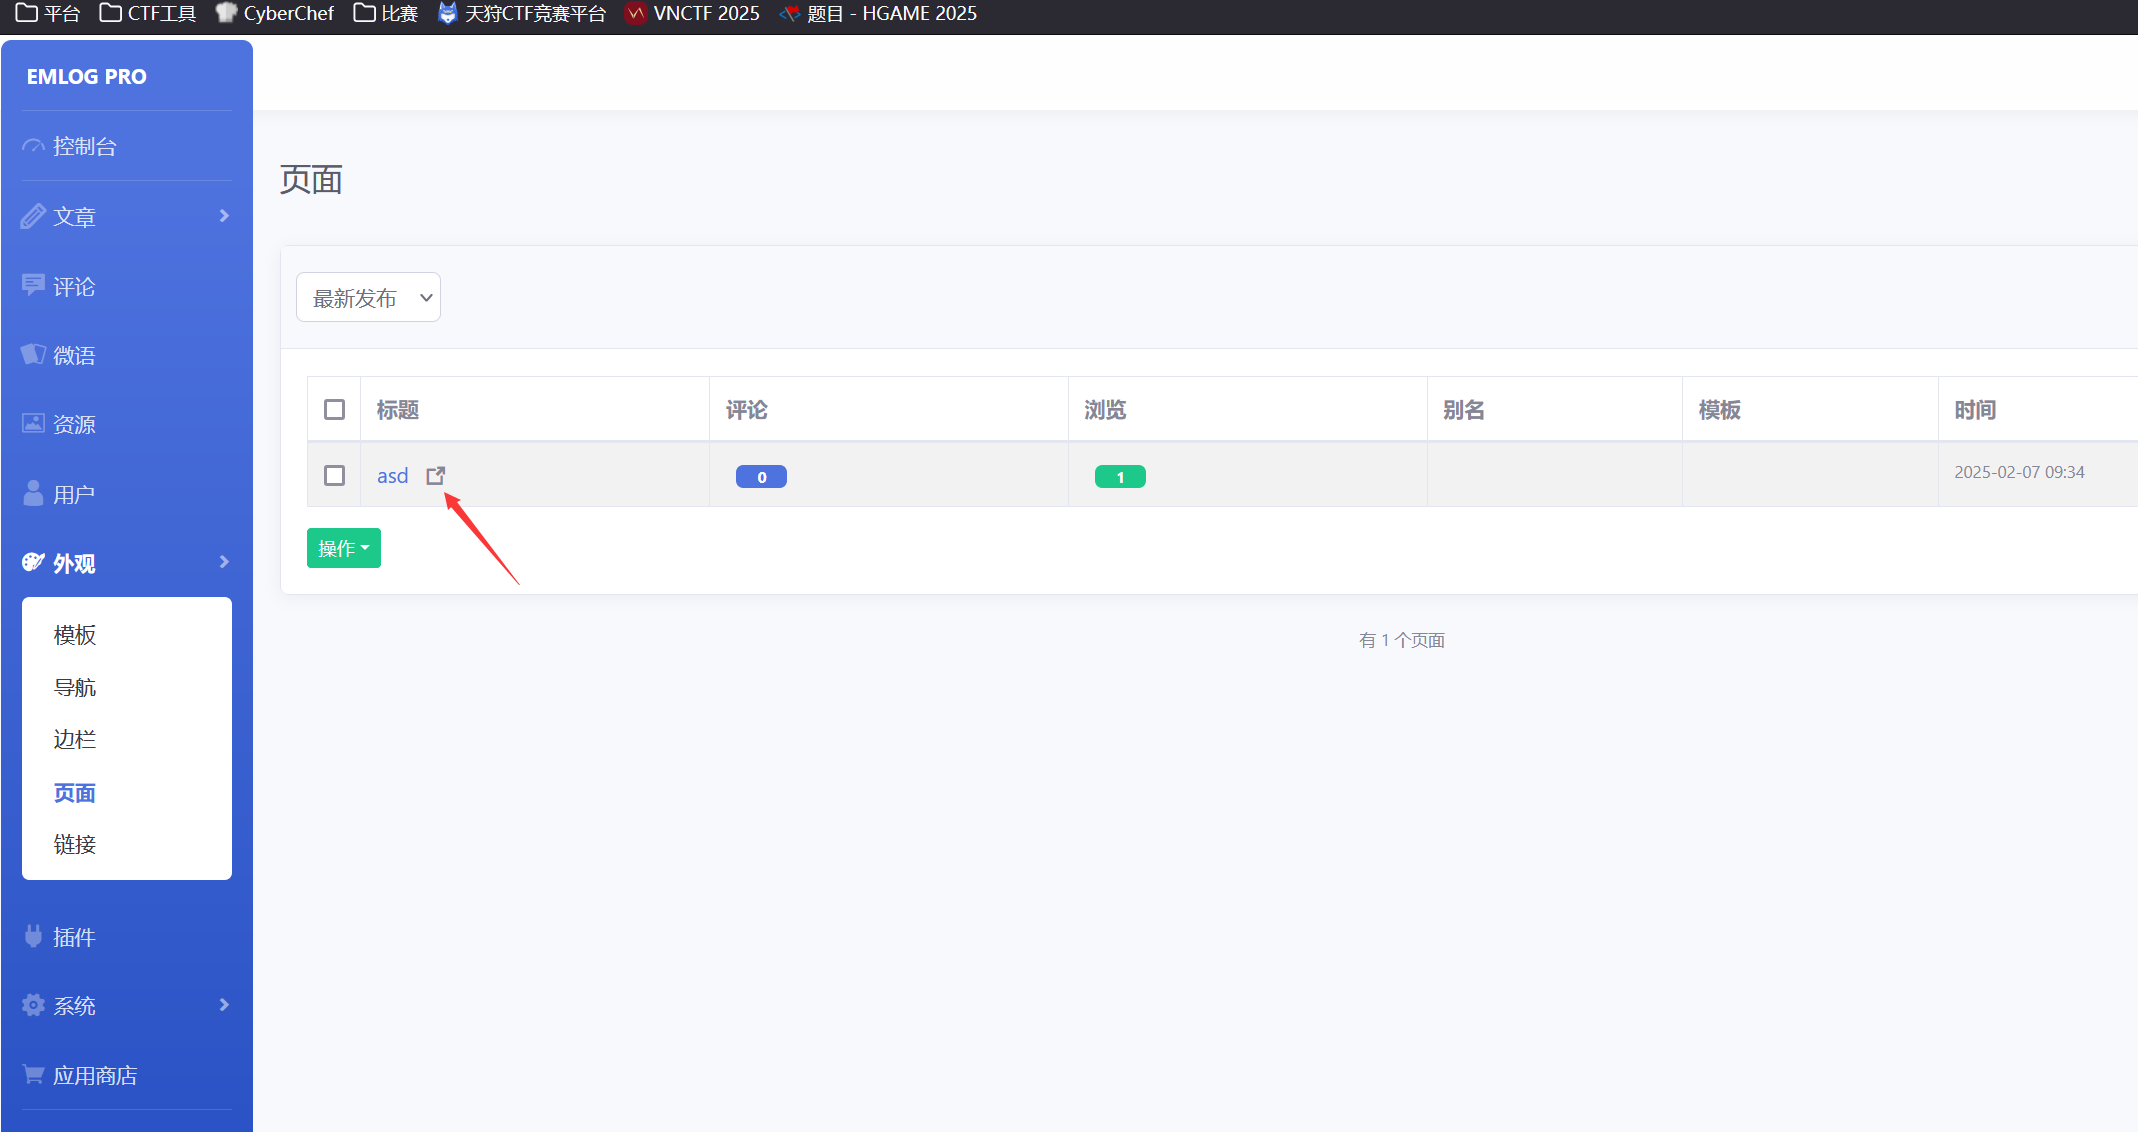 平台 CTF工具 CyberChef 比赛 天狩CTF竞赛平台 VNCTF 2025 题目 - HGAME 2025
EMLOG PRO
控制台
文章
评论
微语
资源
用户
外观
模板
导航
边栏
页面
链接
插件
系统
应用商店
页面
最新发布
标题 评论 浏览 别名 模板 时间
asd 0 1 2025-02-07 09:34
操作
有 1 个页面